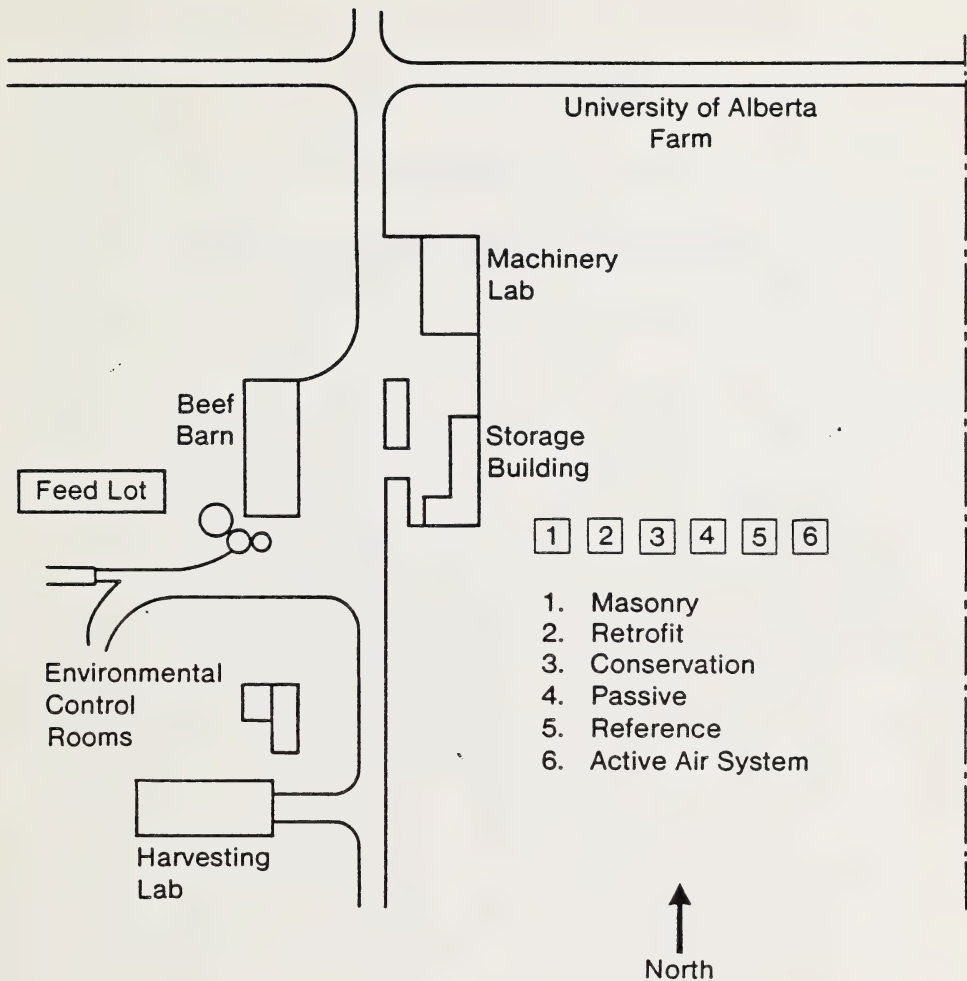 University of Alberta
Farm
Machinery
Lab
Beef
Barn
Storage
Building
Feed Lot
1 2 3 4 5 6
1. Masonry
2. Retrofit
3. Conservation
4. Passive
5. Reference
6. Active Air System
Environmental
Control
Rooms
Harvesting
Lab
North